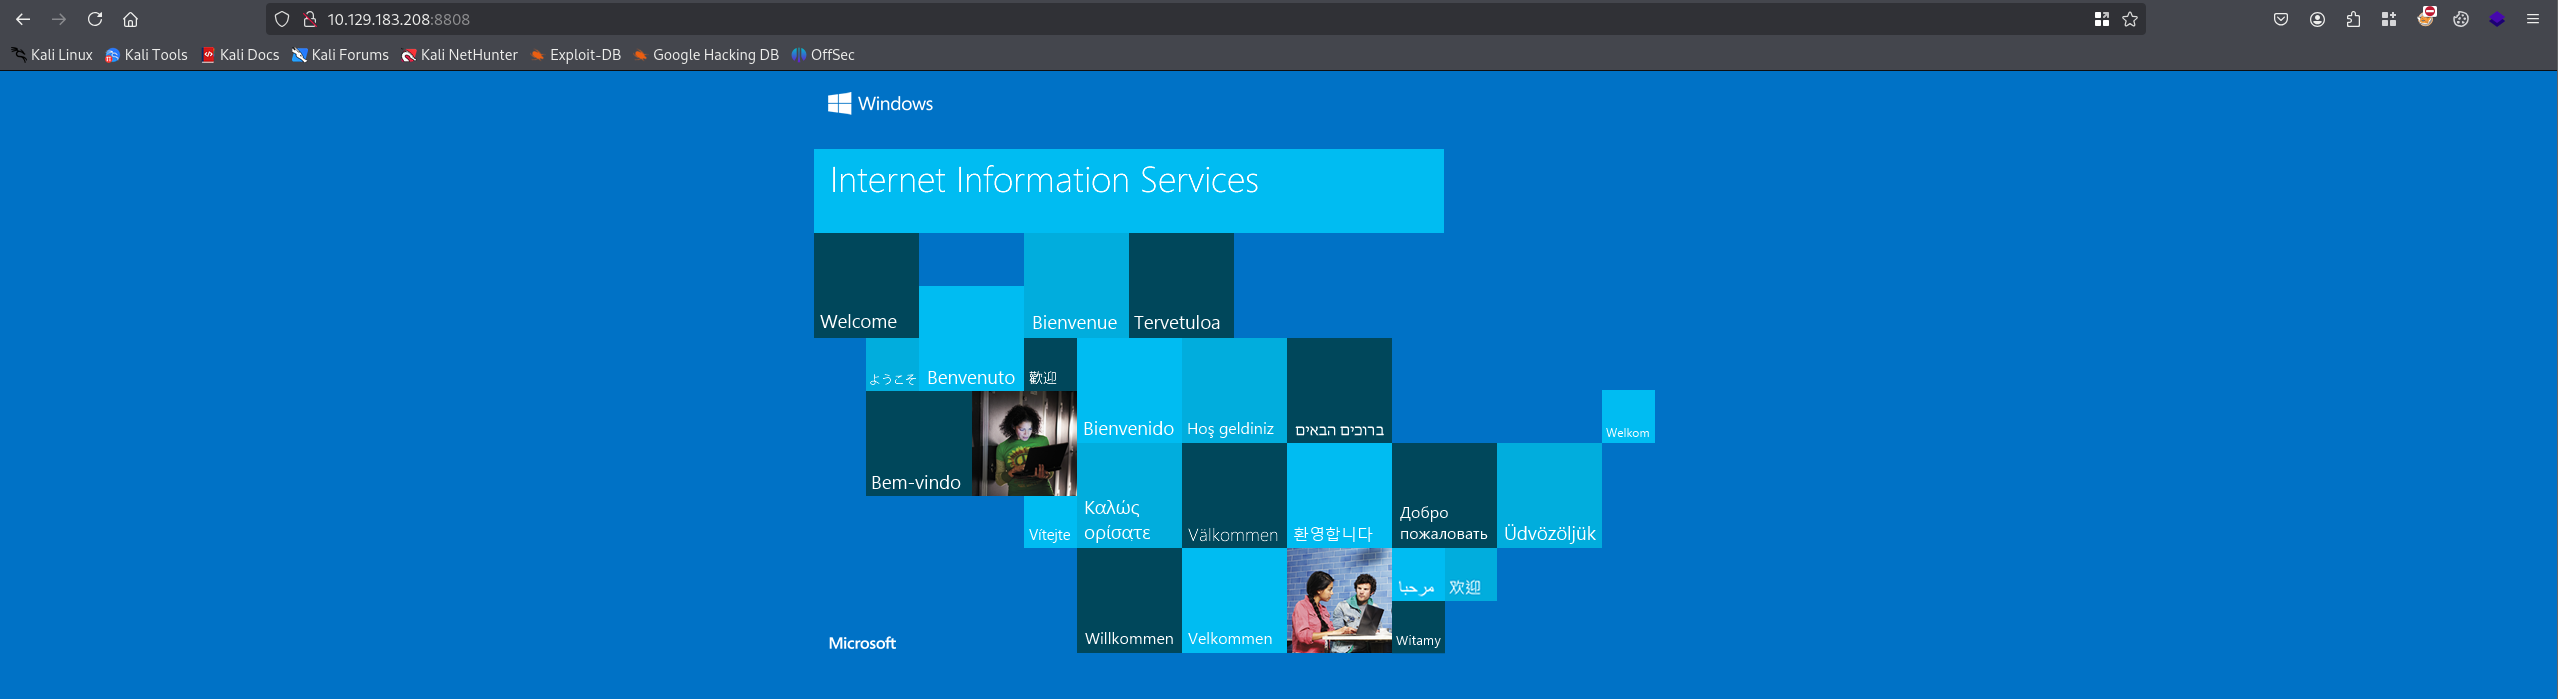 10.129.183.208:8808
Kali Linux Kali Tools Kali Docs Kali Forums Kali NetHunter Exploit-DB Google Hacking DB OffSec
Windows
Internet Information Services
Welcome
Bienvenue
Tervetuloa
ようこそ
Benvenuto
歡迎
Bienvenido
Hoş geldiniz
ברוכים הבאים
Welkom
Bem-vindo
Vítejte
Καλώς
ορίσατε
Välkommen
환영합니다
Добро
пожаловать
Üdvözöljük
Willkommen
Velkommen
مرحبا
欢迎
Witamy
Microsoft